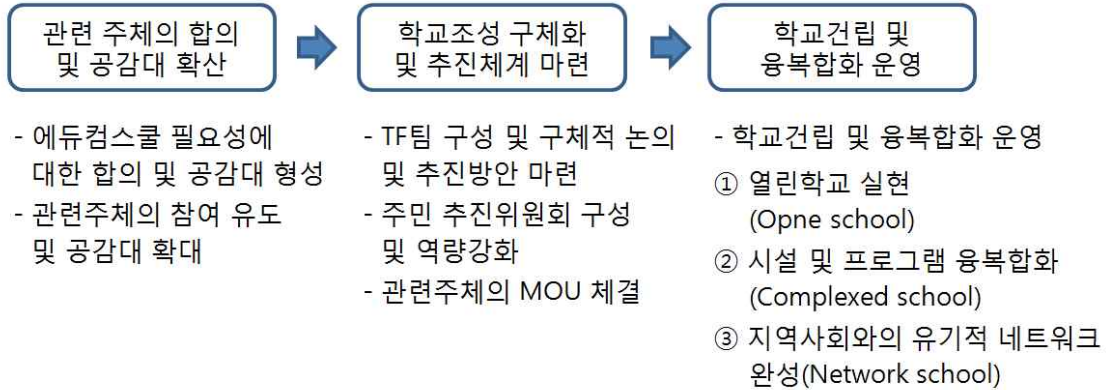 관련 주체의 합의
및 공감대 확산
학교조성 구체화
및 추진체계 마련
학교건립 및
융복합화 운영
- 에듀컴스쿨 필요성에
대한 합의 및 공감대 형성
- 관련주체의 참여 유도
및 공감대 확대
- TF팀 구성 및 구체적 논의
및 추진방안 마련
- 주민 추진위원회 구성
및 역량강화
- 관련주체의 MOU 체결
- 학교건립 및 융복합화 운영
① 열린학교 실현
(Opne school)
② 시설 및 프로그램 융복합화
(Complexed school)
③ 지역사회와의 유기적 네트워크
완성(Network school)